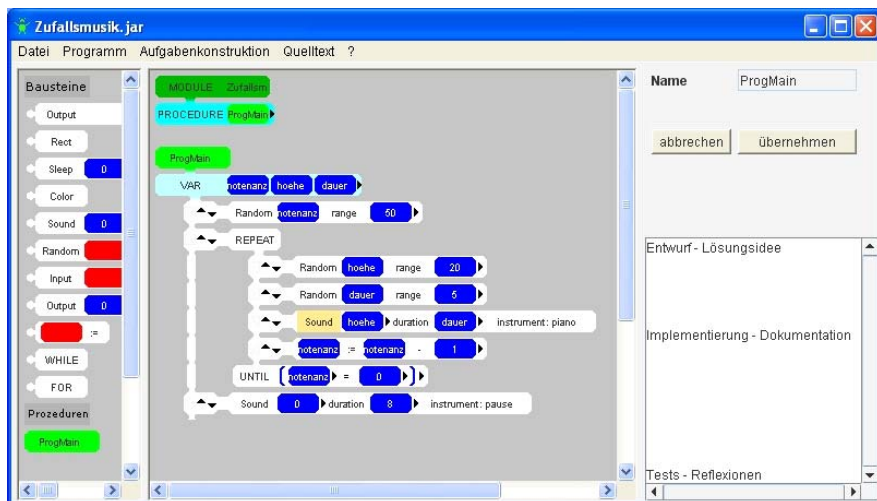 Zufallsmusik.jar
Datei Programm Aufgabenkonstruktion Quelltext ?
Bausteine
Output
Rect
Sleep 0
Color
Sound 0
Random
Input
Output 0
:=
WHILE
FOR
Prozeduren
ProgMain
MODULE Zufallsm
PROCEDURE ProgMain
ProgMain
VAR notenanz hoehe dauer
Random notenanz range 50
REPEAT
Random hoehe range 20
Random dauer range 5
Sound hoehe duration dauer instrument: piano
notenanz := notenanz - 1
UNTIL ( notenanz = 0 )
Sound 0 duration 8 instrument: pause
Name ProgMain
abbrechen übernehmen
Entwurf - Lösungsidee
Implementierung - Dokumentation
Tests - Reflexionen